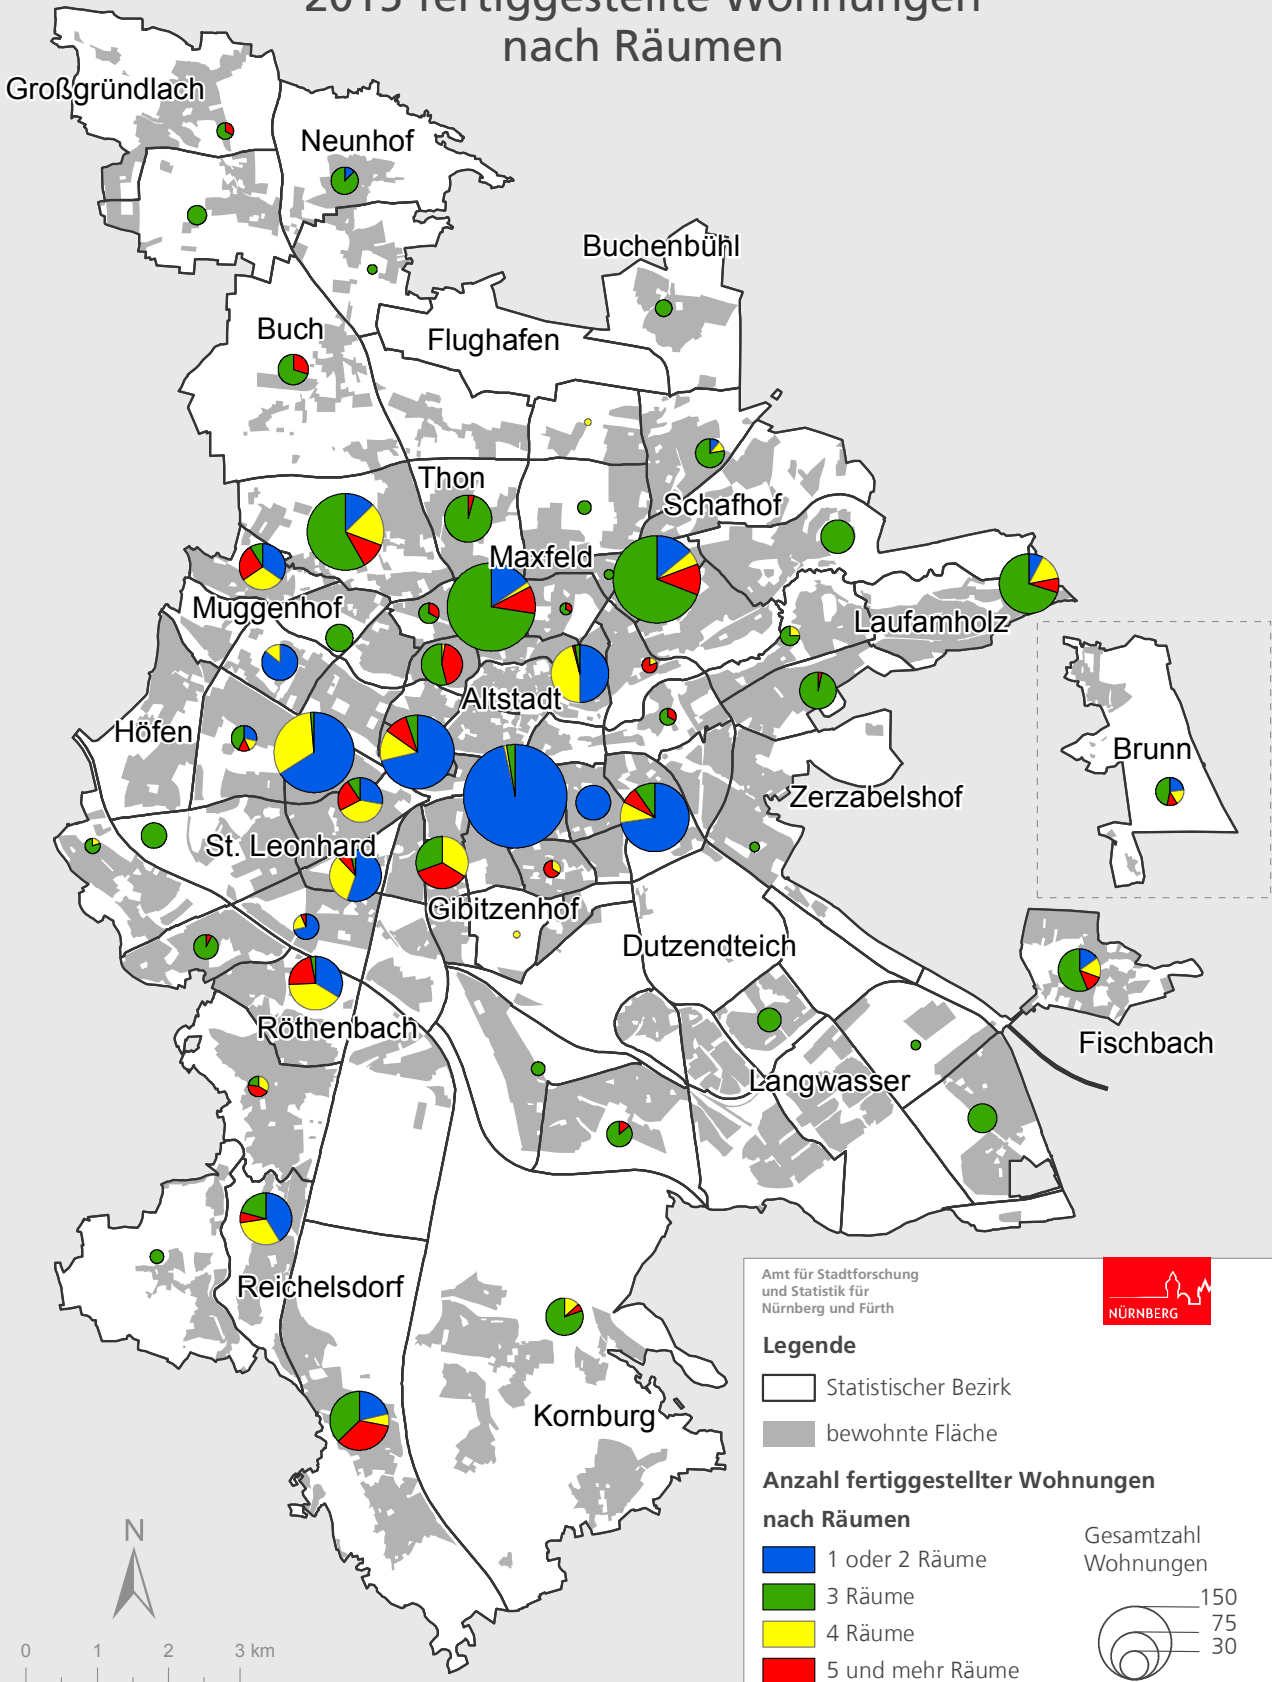 2015 fertiggestellte Wohnungen
nach Räumen
Großgründlach
Neunhof
Buchenbühl
Buch
Flughafen
Thon
Schafhof
Maxfeld
Muggenhof
Laufamholz
Altstadt
Höfen
Brunn
Zerzabelshof
St. Leonhard
Gibitzenhof
Dutzendteich
Röthenbach
Fischbach
Langwasser
Reichelsdorf
Kornburg
Amt für Stadtforschung
und Statistik für
Nürnberg und Fürth
NÜRNBERG
Legende
Statistischer Bezirk
bewohnte Fläche
Anzahl fertiggestellter Wohnungen
nach Räumen
1 oder 2 Räume
3 Räume
4 Räume
5 und mehr Räume
Gesamtzahl
Wohnungen
150
75
30
N
0 1 2 3 km